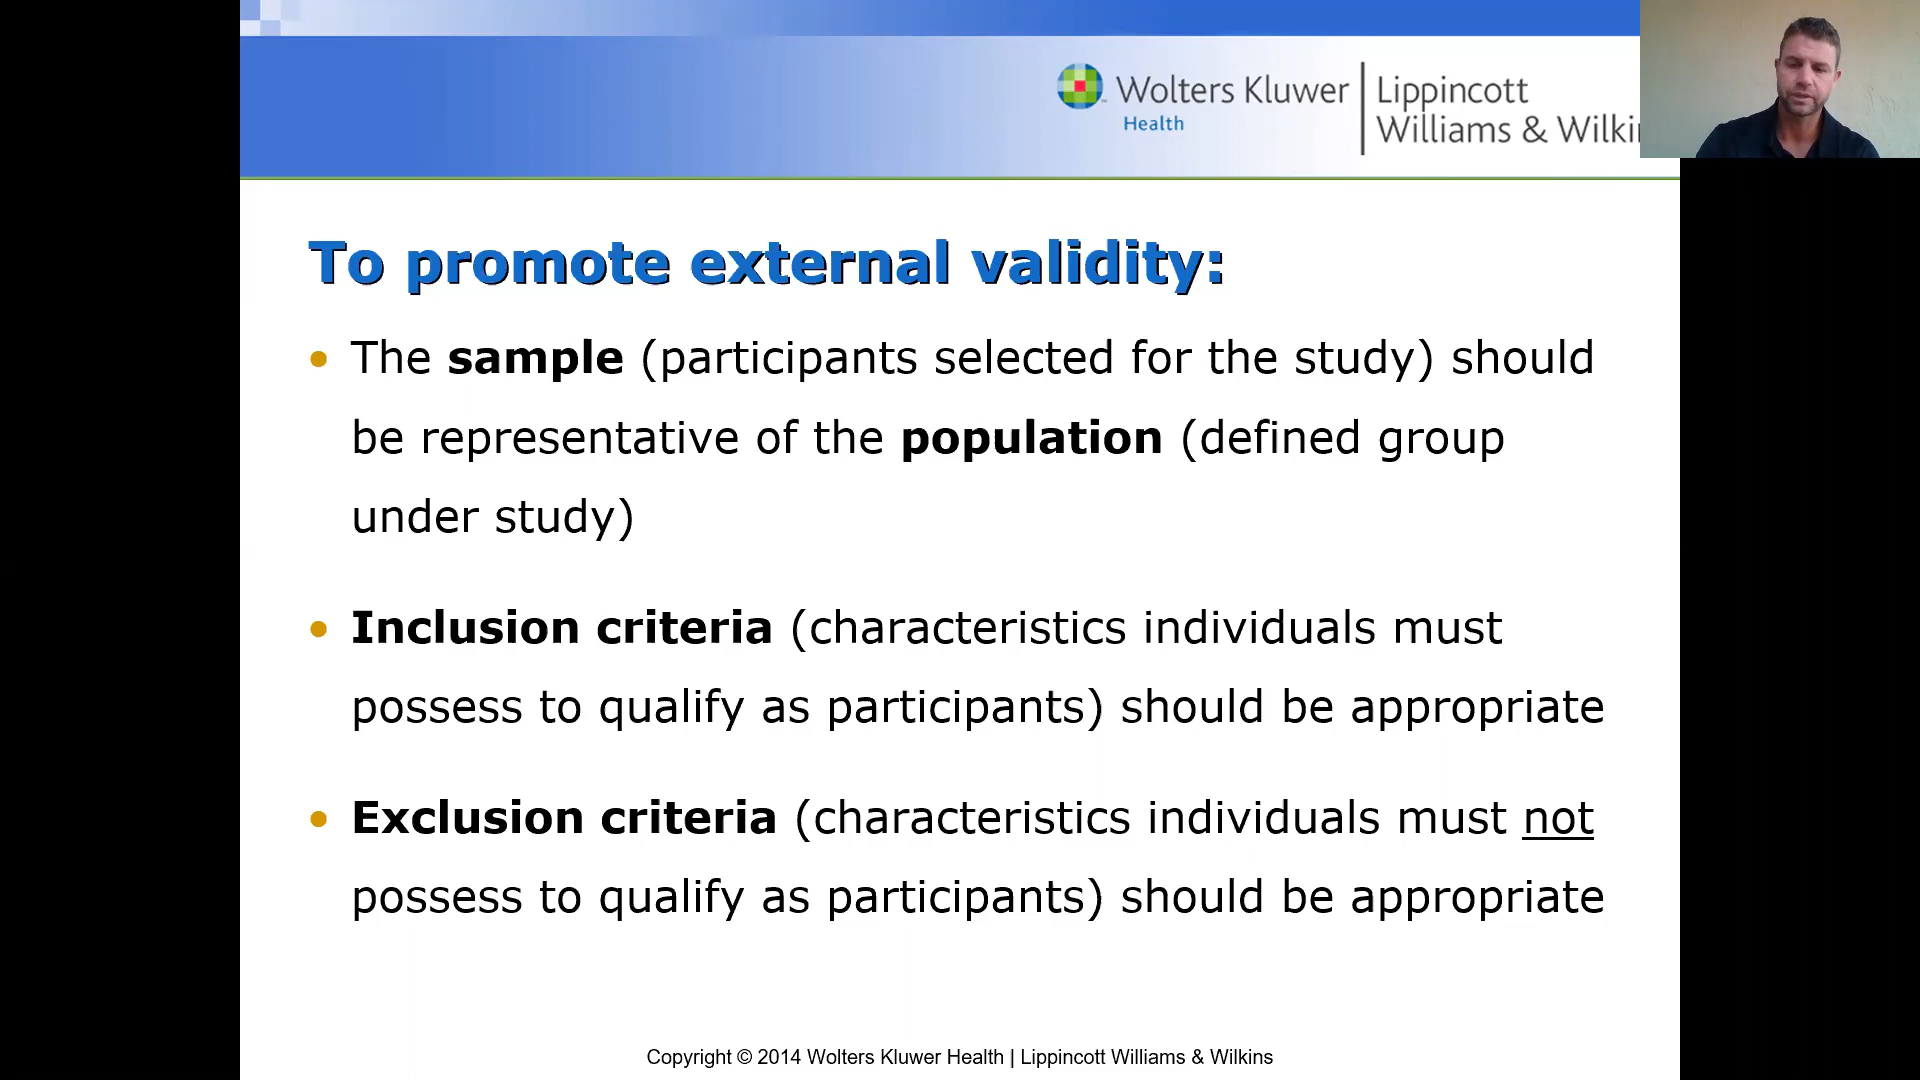 Wolters Kluwer
Health
Lippincott
Williams &
To promote external validity:
• The sample (participants selected for the study) should
be representative of the population (defined group
under study)
• Inclusion criteria (characteristics individuals must
possess to qualify as participants) should be appropriate
• Exclusion criteria (characteristics individuals must not
possess to qualify as participants) should be appropriate
Copyright © 2014 Wolters Kluwer Health | Lippincott Williams & Wilkins